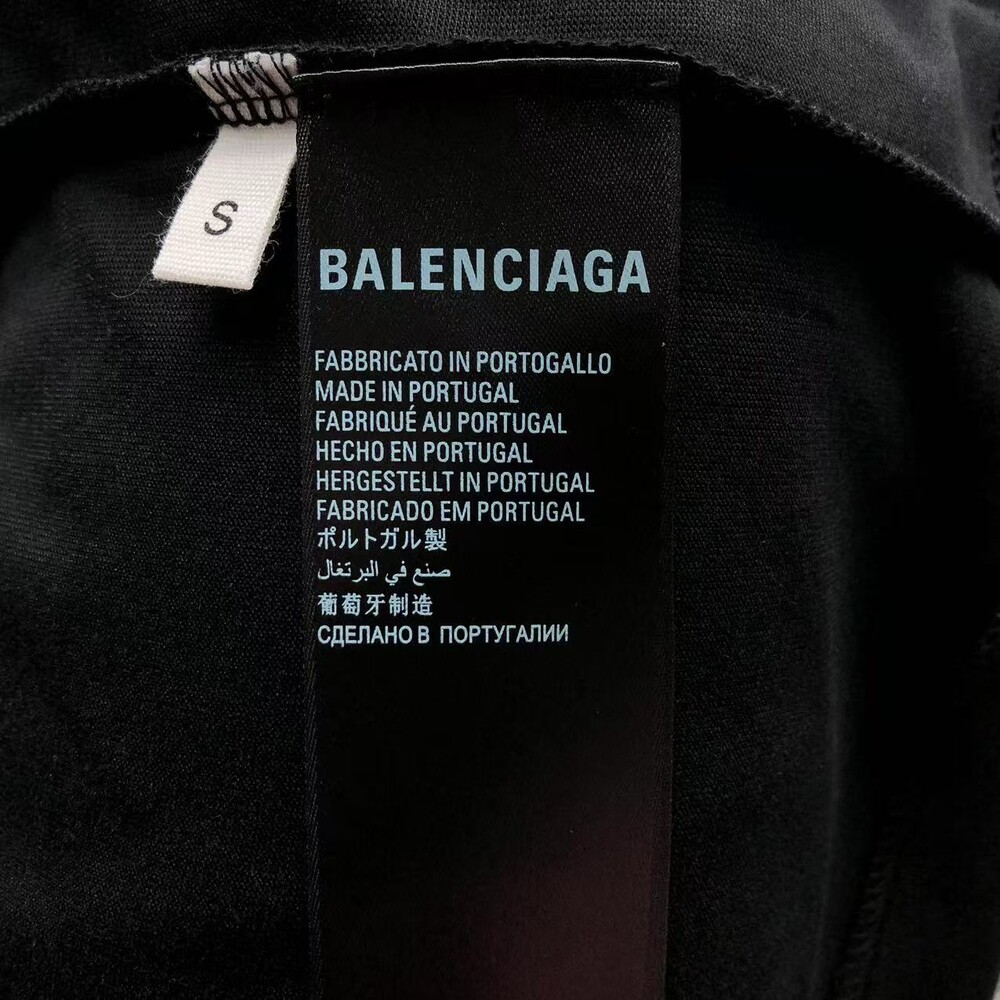 S
BALENCIAGA
FABBRICATO IN PORTOGALLO
MADE IN PORTUGAL
FABRIQUÉ AU PORTUGAL
HECHO EN PORTUGAL
HERGESTELLT IN PORTUGAL
FABRICADO EM PORTUGAL
ポルトガル製
صنع في البرتغال
葡萄牙制造
СДЕЛАНО В ПОРТУГАЛИИ